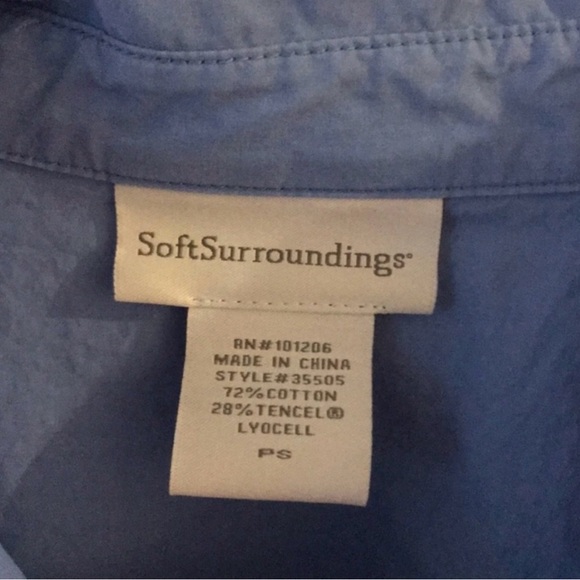 SoftSurroundings®
RN#101206
MADE IN CHINA
STYLE#35505
72%COTTON
28%TENCEL®
LYOCELL
PS